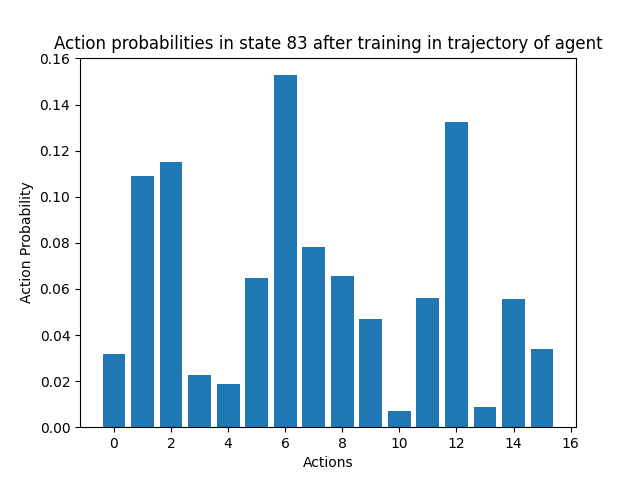 Action probabilities in state 83 after training in trajectory of agent
0.16
0.14
0.12
0.10
0.08
0.06
0.04
0.02
0.00
Action Probability
0 2 4 6 8 10 12 14 16
Actions